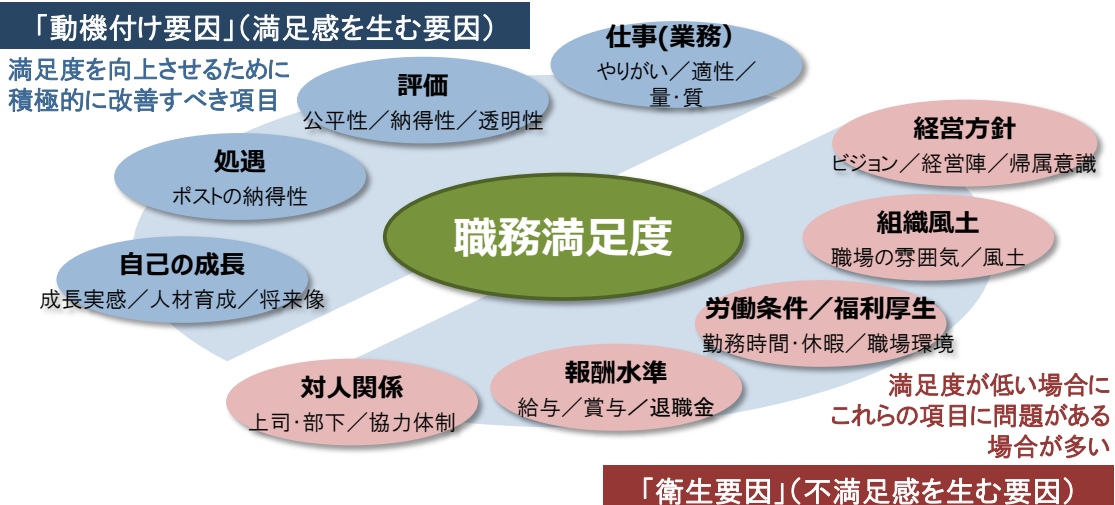 「動機付け要因」(満足感を生む要因)
満足度を向上させるために
積極的に改善すべき項目
仕事(業務)
やりがい／適性／
量・質
評価
公平性／納得性／透明性
処遇
ポストの納得性
自己の成長
成長実感／人材育成／将来像
職務満足度
経営方針
ビジョン／経営陣／帰属意識
組織風土
職場の雰囲気／風土
労働条件／福利厚生
勤務時間・休暇／職場環境
報酬水準
給与／賞与／退職金
対人関係
上司・部下／協力体制
満足度が低い場合に
これらの項目に問題がある
場合が多い
「衛生要因」(不満足感を生む要因)